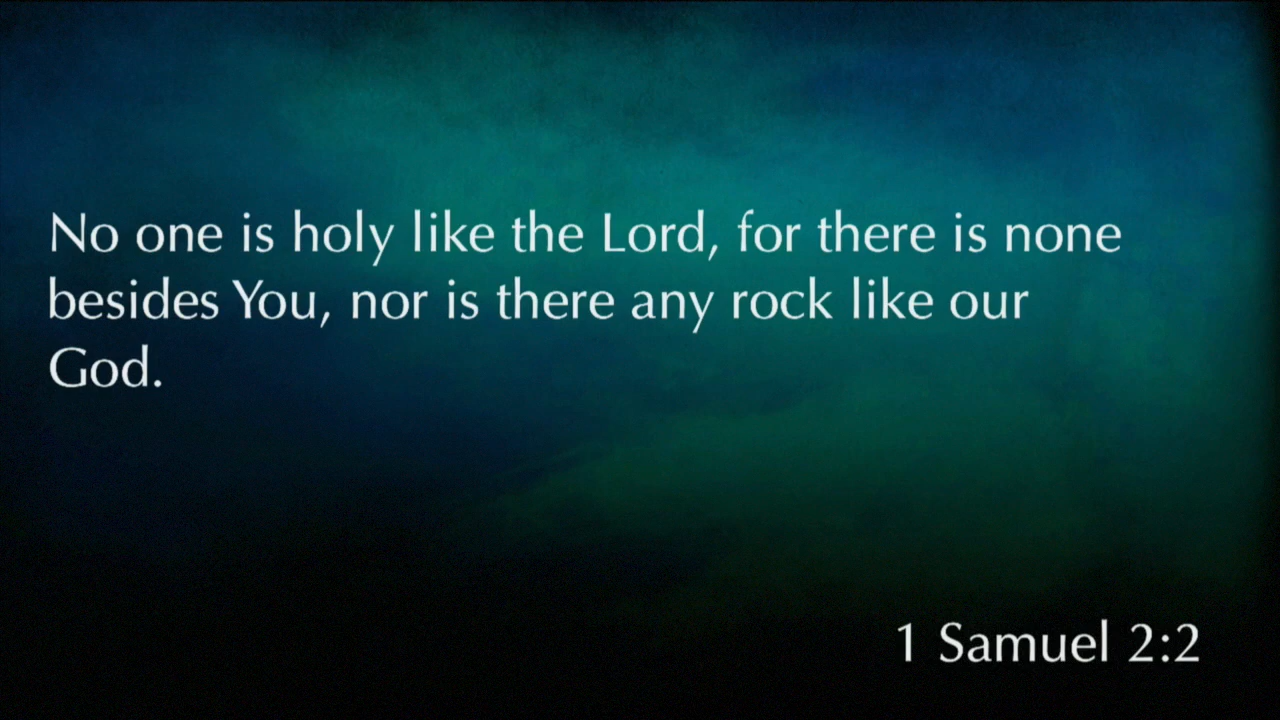 No one is holy like the Lord, for there is none
besides You, nor is there any rock like our
God.
1 Samuel 2:2